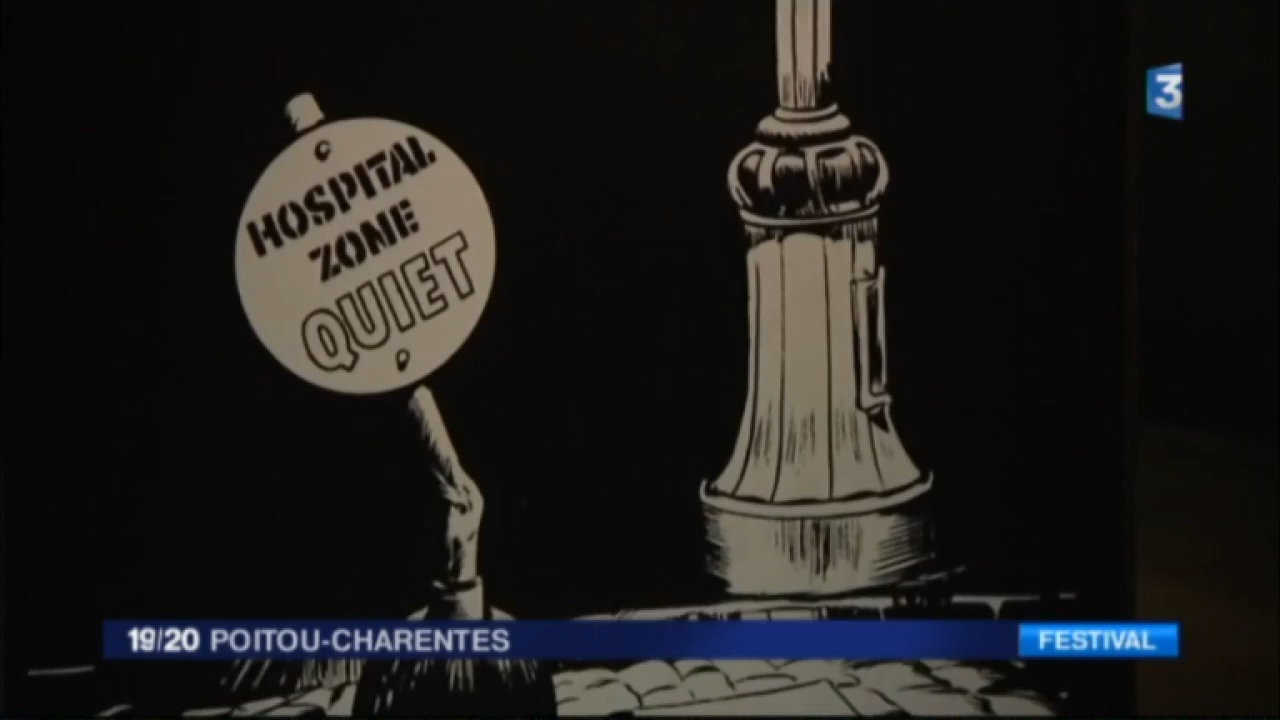 HOSPITAL
ZONE
QUIET
3
19/20 POITOU-CHARENTES
FESTIVAL